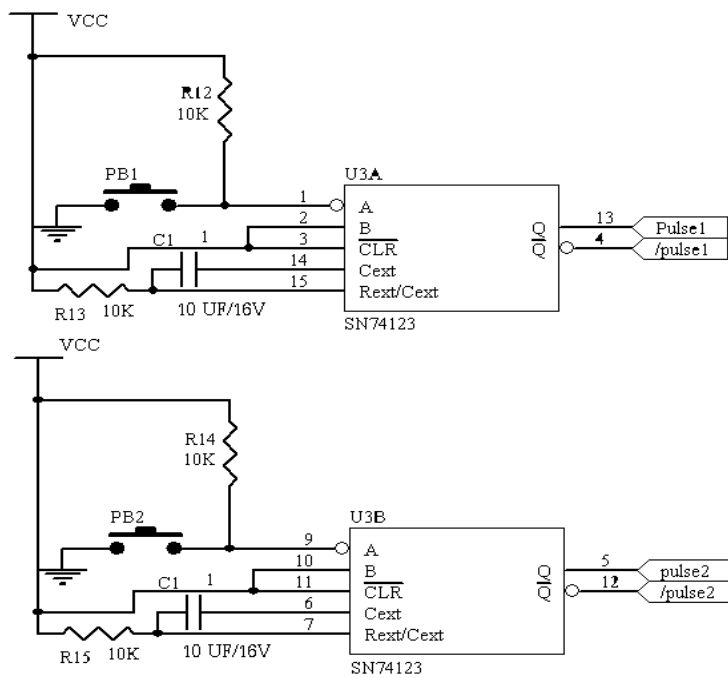 VCC
R12
10K
PB1
U3A
1
A
2
B
3
CLR
C1
1
14
Cext
15
Rext/Cext
Q
13
Pulse1
Q
4
/pulse1
R13
10K
10 UF/16V
SN74123
VCC
R14
10K
PB2
U3B
9
A
10
B
11
CLR
C1
1
6
Cext
7
Rext/Cext
Q
5
pulse2
Q
12
/pulse2
R15
10K
10 UF/16V
SN74123